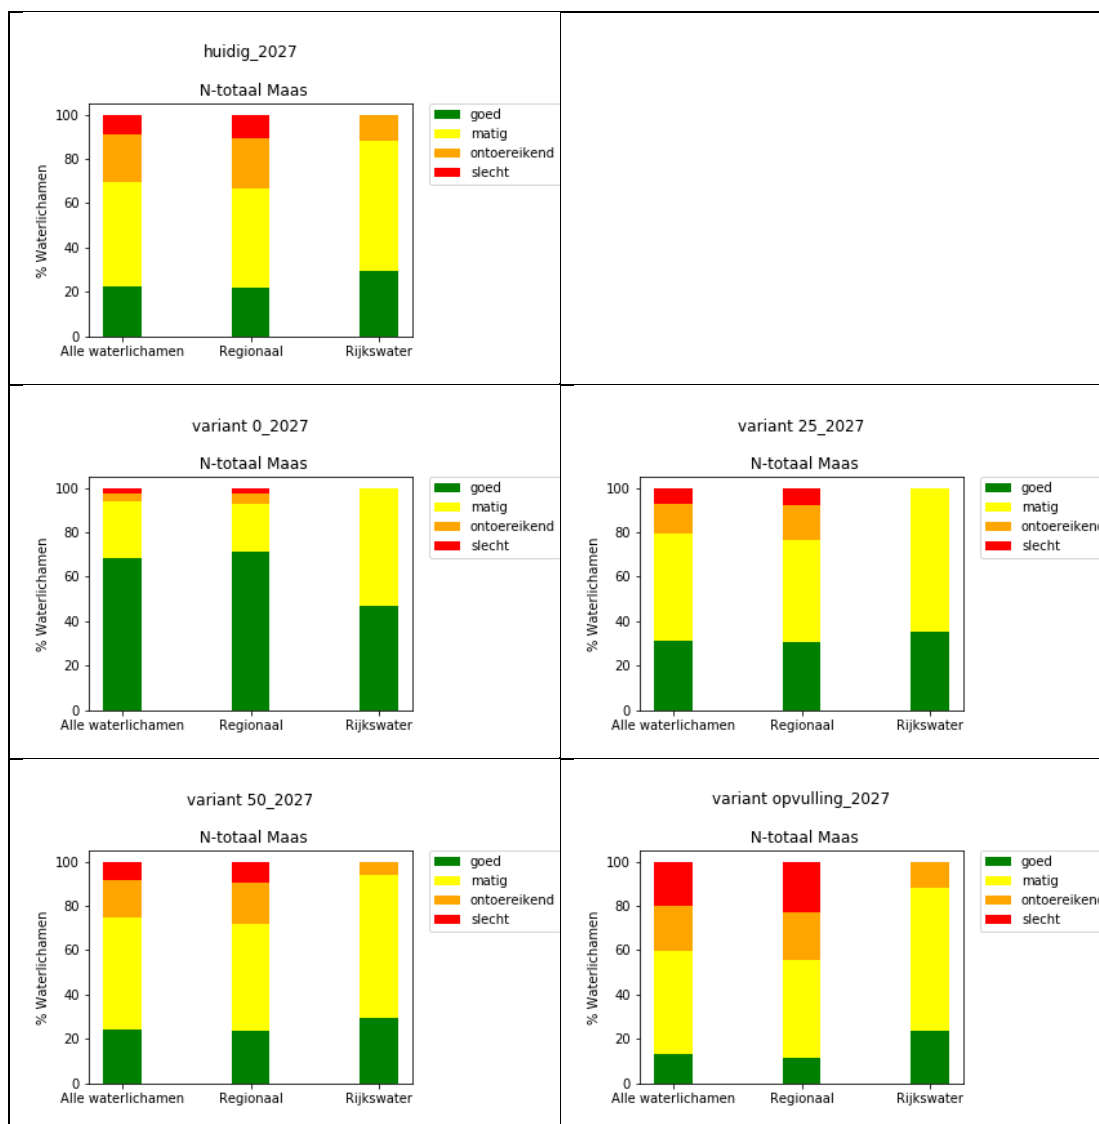 huidig_2027
N-totaal Maas
100
80
60
40
20
0
% Waterlichamen
Alle waterlichamen
Regionaal
Rijkswater
goed
matig
ontoereikend
slecht
variant 0_2027
N-totaal Maas
100
80
60
40
20
0
% Waterlichamen
Alle waterlichamen
Regionaal
Rijkswater
goed
matig
ontoereikend
slecht
variant 25_2027
N-totaal Maas
100
80
60
40
20
0
% Waterlichamen
Alle waterlichamen
Regionaal
Rijkswater
goed
matig
ontoereikend
slecht
variant 50_2027
N-totaal Maas
100
80
60
40
20
0
% Waterlichamen
Alle waterlichamen
Regionaal
Rijkswater
goed
matig
ontoereikend
slecht
variant opvulling_2027
N-totaal Maas
100
80
60
40
20
0
% Waterlichamen
Alle waterlichamen
Regionaal
Rijkswater
goed
matig
ontoereikend
slecht